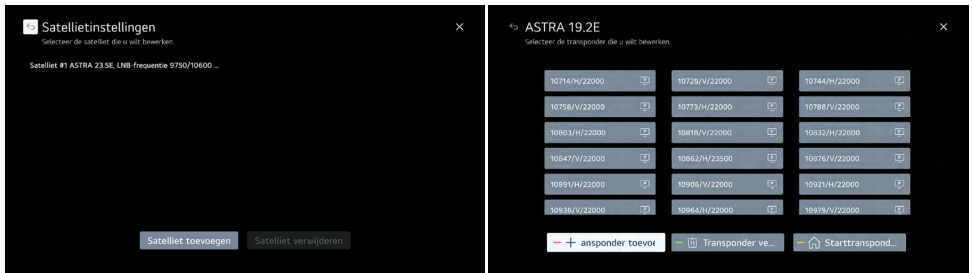 Satellietinstellingen
Selecteer de satelliet die u wilt bewerken.
Satelliet #1 ASTRA 23.5E, LNB-frequentie 9750/10600 ...
Satelliet toevoegen
Satelliet verwijderen
ASTRA 19.2E
Selecteer de transponder die u wilt bewerken.
10714/H/22000 10729/V/22000 10744/H/22000
10758/V/22000 10773/H/22000 10788/V/22000
10803/H/22000 10818/V/22000 10832/H/22000
10847/V/22000 10862/H/23500 10876/V/22000
10891/H/22000 10906/V/22000 10921/H/22000
10936/V/22000 10964/H/22000 10979/V/22000
ansponder toevoe
Transponder ve...
Starttranspond...